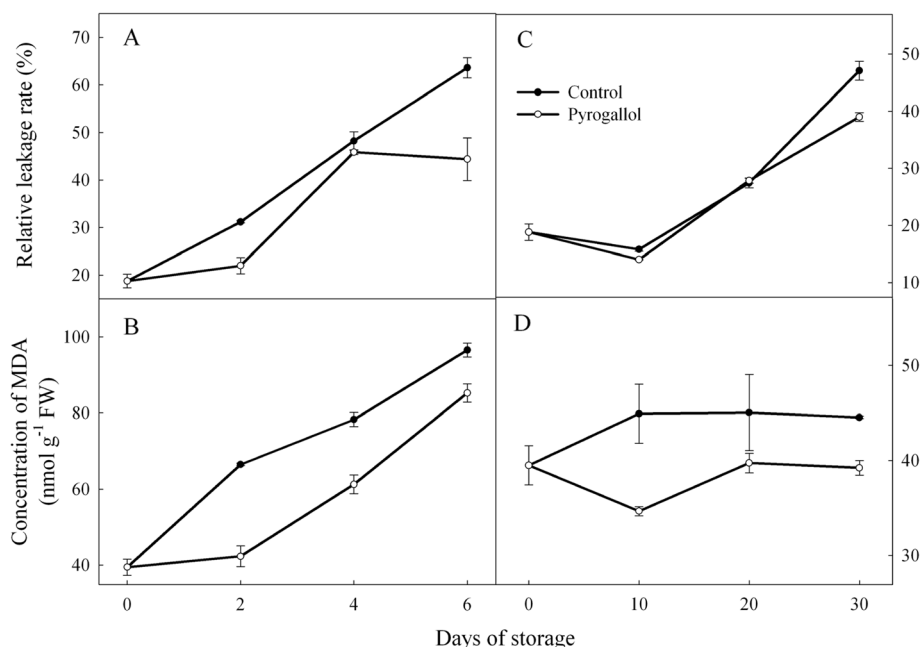 A
C
70
60
50
40
30
20
Relative leakage rate (%)
Control
Pyrogallol
50
40
30
20
10
B
D
100
80
60
40
Concentration of MDA
(nmol g-1 FW)
50
40
30
0
2
4
6
0
10
20
30
Days of storage